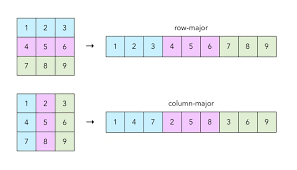 row-major
1 2 3
4 5 6
7 8 9
→
1 2 3 4 5 6 7 8 9
column-major
1 2 3
4 5 6
7 8 9
→
1 4 7 2 5 8 3 6 9